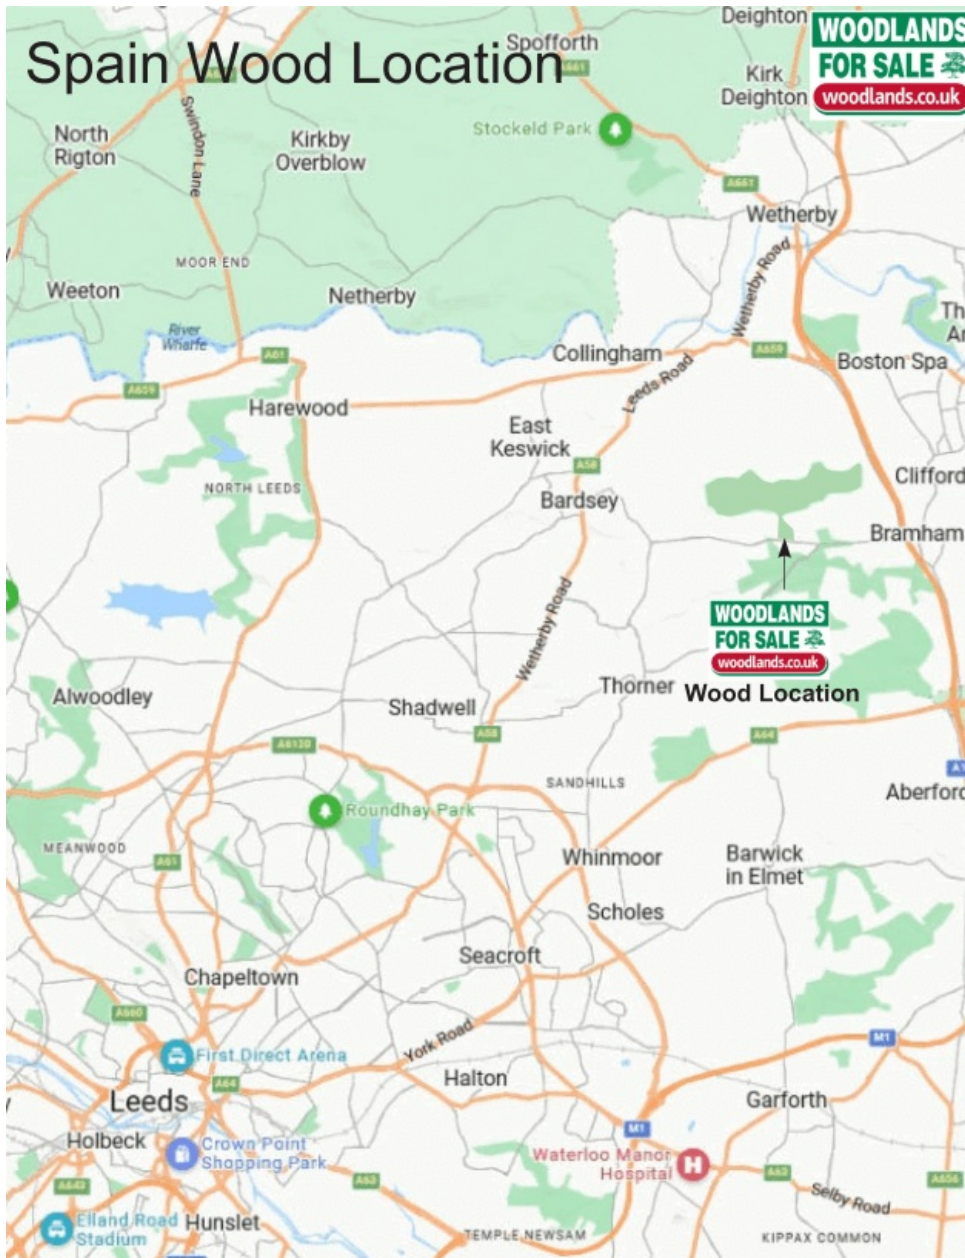 Spain Wood Location
Deighton
WOODLANDS
FOR SALE
woodlands.co.uk
Spofforth
A661
Kirk
Deighton
North
Rigton
Swindon Lane
Kirkby
Overblow
Stockeld Park
A661
Wetherby
MOOR END
Weeton
Netherby
Wetherby Road
River
Wharfe
A61
Collingham
A659
Boston Spa
A659
Leeds Road
Harewood
East
Keswick
A58
Clifford
NORTH LEEDS
Bardsey
Bramham
Wetherby Road
WOODLANDS
FOR SALE
woodlands.co.uk
Wood Location
Thorner
Alwoodley
Shadwell
A58
A64
A6120
SANDHILLS
Aberford
Roundhay Park
MEANWOOD
A61
Whinmoor
Barwick
in Elmet
Scholes
Seacroft
Chapeltown
A660
York Road
M1
First Direct Arena
A64
Halton
Leeds
Garforth
Holbeck
Crown Point
Shopping Park
M1
Waterloo Manor
Hospital
A63
A63
A643
A656
Selby Road
Elland Road
Stadium
Hunslet
TEMPLE NEWSAM
KIPPAX COMMON